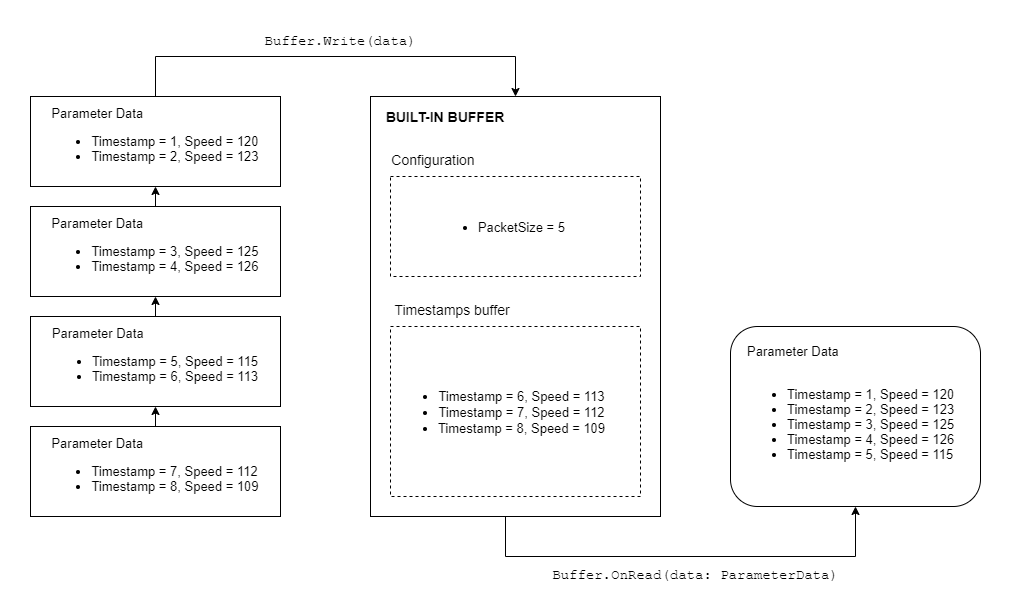 Buffer.Write(data)
Parameter Data
• Timestamp = 1, Speed = 120
• Timestamp = 2, Speed = 123
Parameter Data
• Timestamp = 3, Speed = 125
• Timestamp = 4, Speed = 126
Parameter Data
• Timestamp = 5, Speed = 115
• Timestamp = 6, Speed = 113
Parameter Data
• Timestamp = 7, Speed = 112
• Timestamp = 8, Speed = 109
BUILT-IN BUFFER
Configuration
• PacketSize = 5
Timestamps buffer
• Timestamp = 6, Speed = 113
• Timestamp = 7, Speed = 112
• Timestamp = 8, Speed = 109
Parameter Data
• Timestamp = 1, Speed = 120
• Timestamp = 2, Speed = 123
• Timestamp = 3, Speed = 125
• Timestamp = 4, Speed = 126
• Timestamp = 5, Speed = 115
Buffer.OnRead(data: ParameterData)